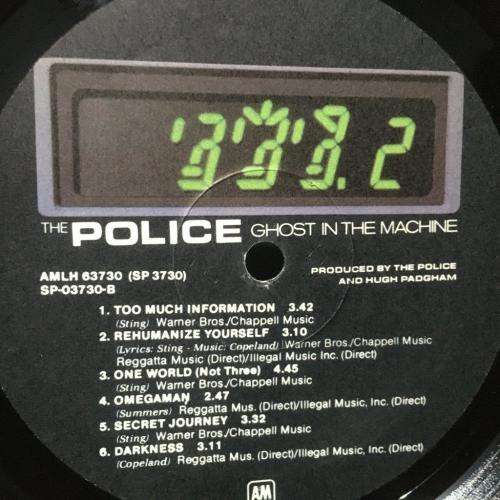 .2
THE POLICE GHOST IN THE MACHINE
AMLH 63730 (SP 3730)
SP-03730-B
PRODUCED BY THE POLICE
AND HUGH PADGHAM
1. TOO MUCH INFORMATION 3.42
(Sting) Warner Bros./Chappell Music
2. REHUMANIZE YOURSELF 3.10
(Lyrics: Sting - Music: Copeland) Warner Bros./Chappell Music
Reggatta Music (Direct)/Illegal Music Inc. (Direct)
3. ONE WORLD (Not Three) 4.45
(Sting) Warner Bros./Chappell Music
4. OMEGAMAN 2.47
(Summers) Reggatta Mus. (Direct)/Illegal Music, Inc. (Direct)
5. SECRET JOURNEY 3.32
(Sting) Warner Bros./Chappell Music
6. DARKNESS 3.11
(Copeland) Reggatta Mus. (Direct)/Illegal Music, Inc. (Direct)
A&M